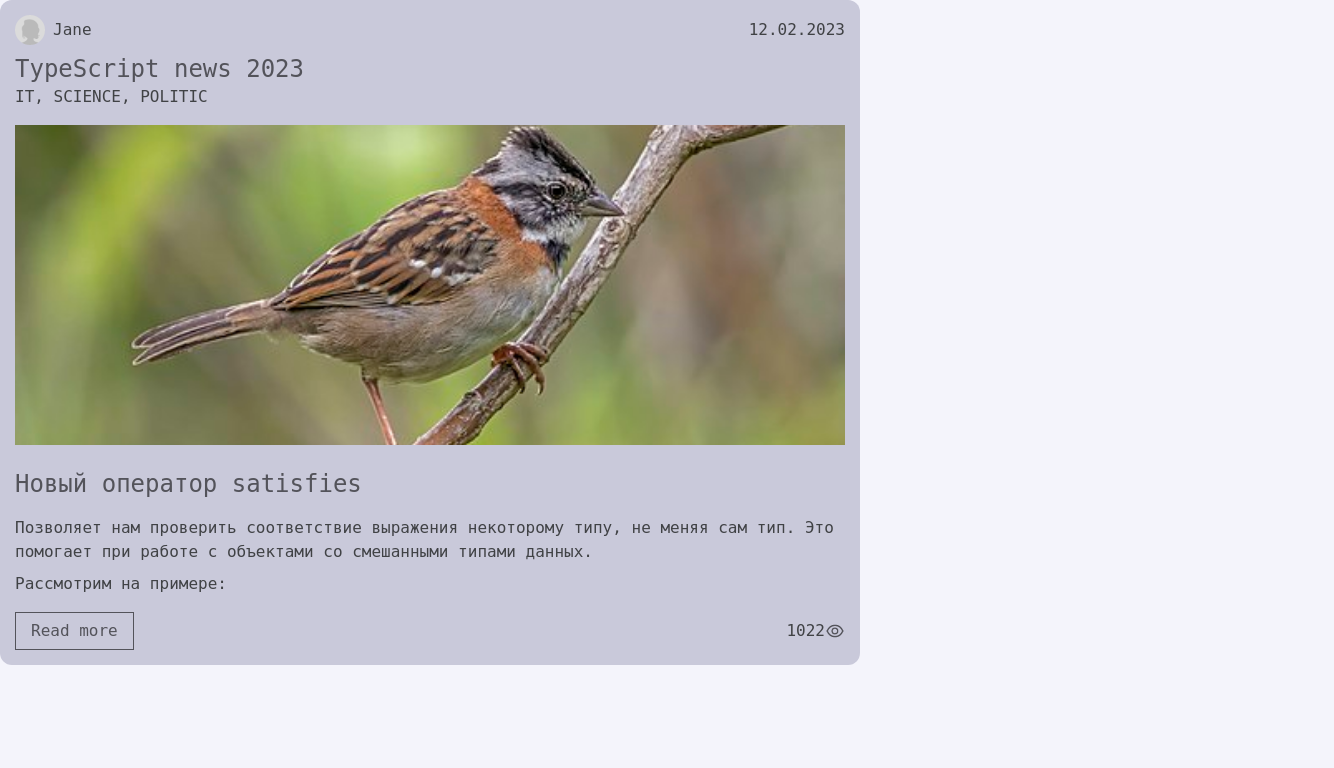 Jane
12.02.2023
TypeScript news 2023
IT, SCIENCE, POLITIC
Новый оператор satisfies
Позволяет нам проверить соответствие выражения некоторому типу, не меняя сам тип. Это
помогает при работе с объектами со смешанными типами данных.
Рассмотрим на примере:
Read more
1022